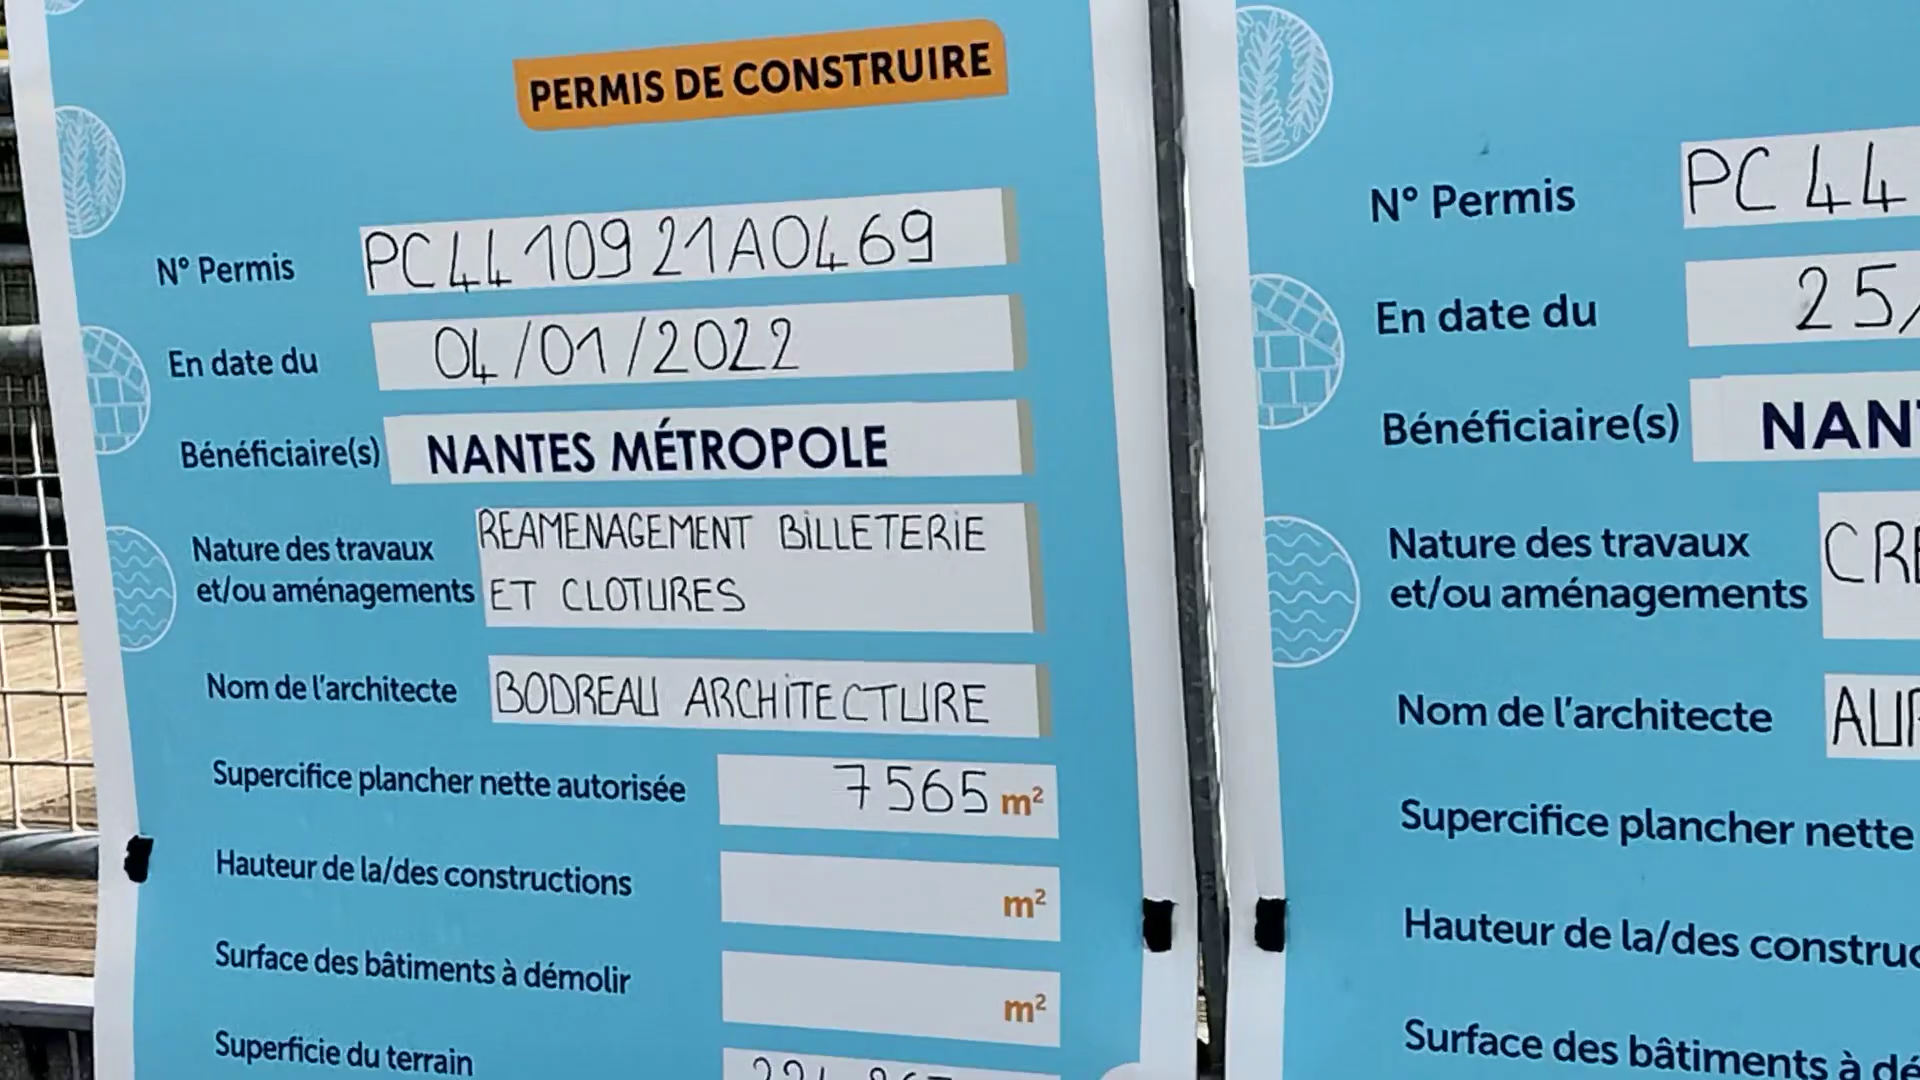 PERMIS DE CONSTRUIRE
N° Permis PC44 109 21A0469
En date du 04/01/2022
Bénéficiaire(s) NANTES MÉTROPOLE
Nature des travaux et/ou aménagements REAMENAGEMENT BILLETERIE
ET CLOTURES
Nom de l'architecte BODREAU ARCHITECTURE
Supercifice plancher nette autorisée 7565 m²
Hauteur de la/des constructions m²
Surface des bâtiments à démolir m²
Superficie du terrain
N° Permis PC 44
En date du 25/
Bénéficiaire(s) NAN
Nature des travaux
et/ou aménagements CRE
Nom de l'architecte
Supercifice plancher nette
Hauteur de la/des construc
Surface des bâtiments à dé